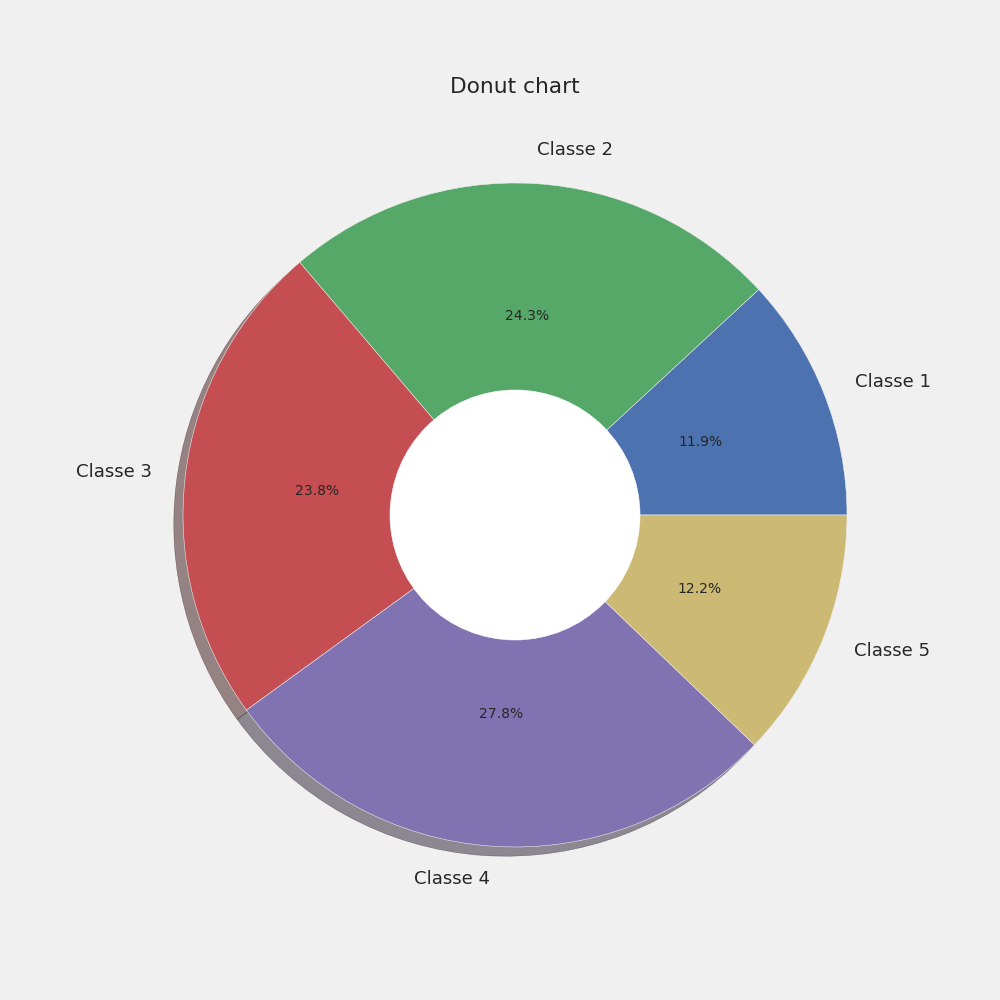 Donut chart
Classe 2
24.3%
Classe 1
11.9%
Classe 3
23.8%
12.2%
Classe 5
27.8%
Classe 4